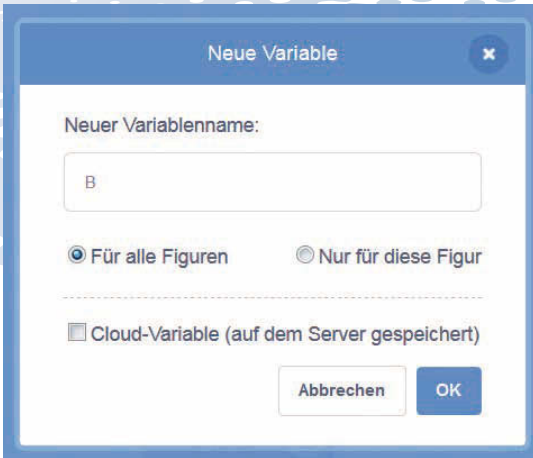 Neue Variable
Neuer Variablenname:
B
Für alle Figuren Nur für diese Figur
Cloud-Variable (auf dem Server gespeichert)
Abbrechen OK